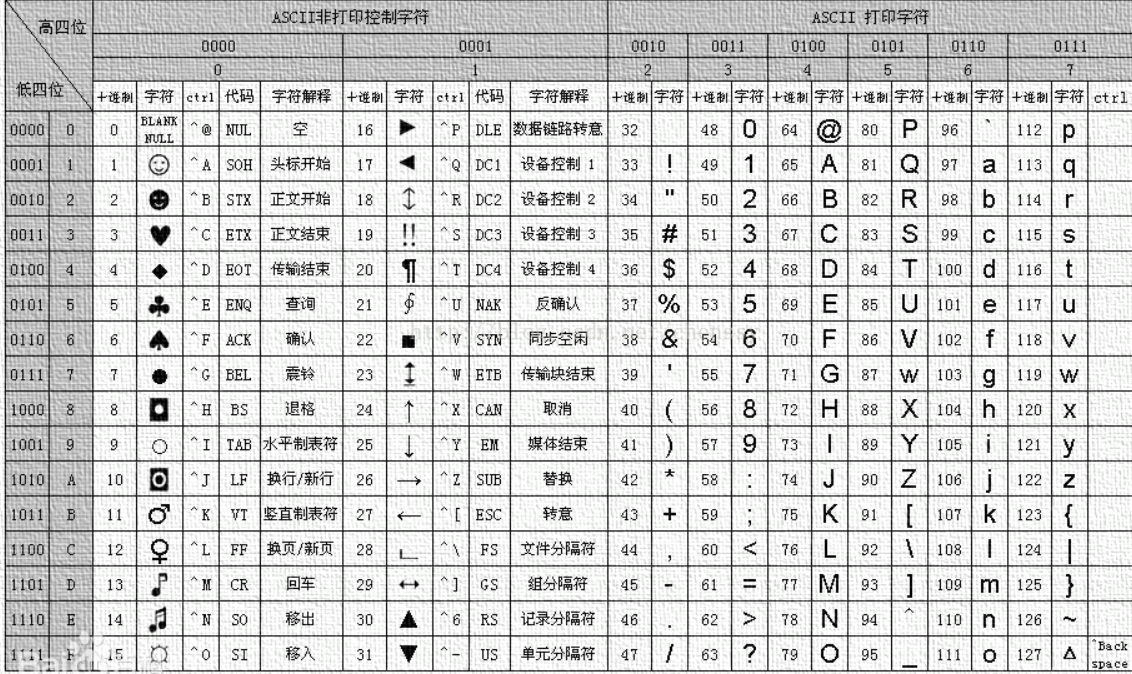 高四位 ASCII非打印控制字符 ASCII 打印字符
0000 0001 0010 0011 0100 0101 0110 0111
0 1 2 3 4 5 6 7
低四位 十进制 字符 ctrl 代码 字符解释 十进制 字符 ctrl 代码 字符解释 十进制 字符 十进制 字符 十进制 字符 十进制 字符 十进制 字符 十进制 字符 ctrl
0000 0 0 BLANK NULL ^@ NUL 空 16 ► ^P DLE 数据链路转意 32 48 0 64 @ 80 P 96 ` 112 p
0001 1 1 ☺ ^A SOH 头标开始 17 ◄ ^Q DC1 设备控制 1 33 ! 49 1 65 A 81 Q 97 a 113 q
0010 2 2 ☻ ^B STX 正文开始 18 ↕ ^R DC2 设备控制 2 34 " 50 2 66 B 82 R 98 b 114 r
0011 3 3 ♥ ^C ETX 正文结束 19 ‼ ^S DC3 设备控制 3 35 # 51 3 67 C 83 S 99 c 115 s
0100 4 4 ♦ ^D EOT 传输结束 20 ¶ ^T DC4 设备控制 4 36 $ 52 4 68 D 84 T 100 d 116 t
0101 5 5 ♣ ^E ENQ 查询 21 ∮ ^U NAK 反确认 37 % 53 5 69 E 85 U 101 e 117 u
0110 6 6 ♠ ^F ACK 确认 22 ■ ^V SYN 同步空闲 38 & 54 6 70 F 86 V 102 f 118 v
0111 7 7 ● ^G BEL 震铃 23 ↨ ^W ETB 传输块结束 39 ' 55 7 71 G 87 w 103 g 119 w
1000 8 8 ◘ ^H BS 退格 24 ↑ ^X CAN 取消 40 ( 56 8 72 H 88 X 104 h 120 x
1001 9 9 ○ ^I TAB 水平制表符 25 ↓ ^Y EM 媒体结束 41 ) 57 9 73 I 89 Y 105 i 121 y
1010 A 10 ◙ ^J LF 换行/新行 26 → ^Z SUB 替换 42 * 58 : 74 J 90 Z 106 j 122 z
1011 B 11 ♂ ^K VT 竖直制表符 27 ← ^[ ESC 转意 43 + 59 ; 75 K 91 [ 107 k 123 {
1100 C 12 ♀ ^L FF 换页/新页 28 ∟ ^\ FS 文件分隔符 44 , 60 < 76 L 92 \ 108 l 124 |
1101 D 13 ♪ ^M CR 回车 29 ↔ ^] GS 组分隔符 45 - 61 = 77 M 93 ] 109 m 125 }
1110 E 14 ♫ ^N SO 移出 30 ▲ ^6 RS 记录分隔符 46 . 62 > 78 N 94 ^ 110 n 126 ~
1111 15 ☼ ^O SI 移入 31 ▼ ^- US 单元分隔符 47 / 63 ? 79 O 95 _ 111 o 127 Δ ^Back space